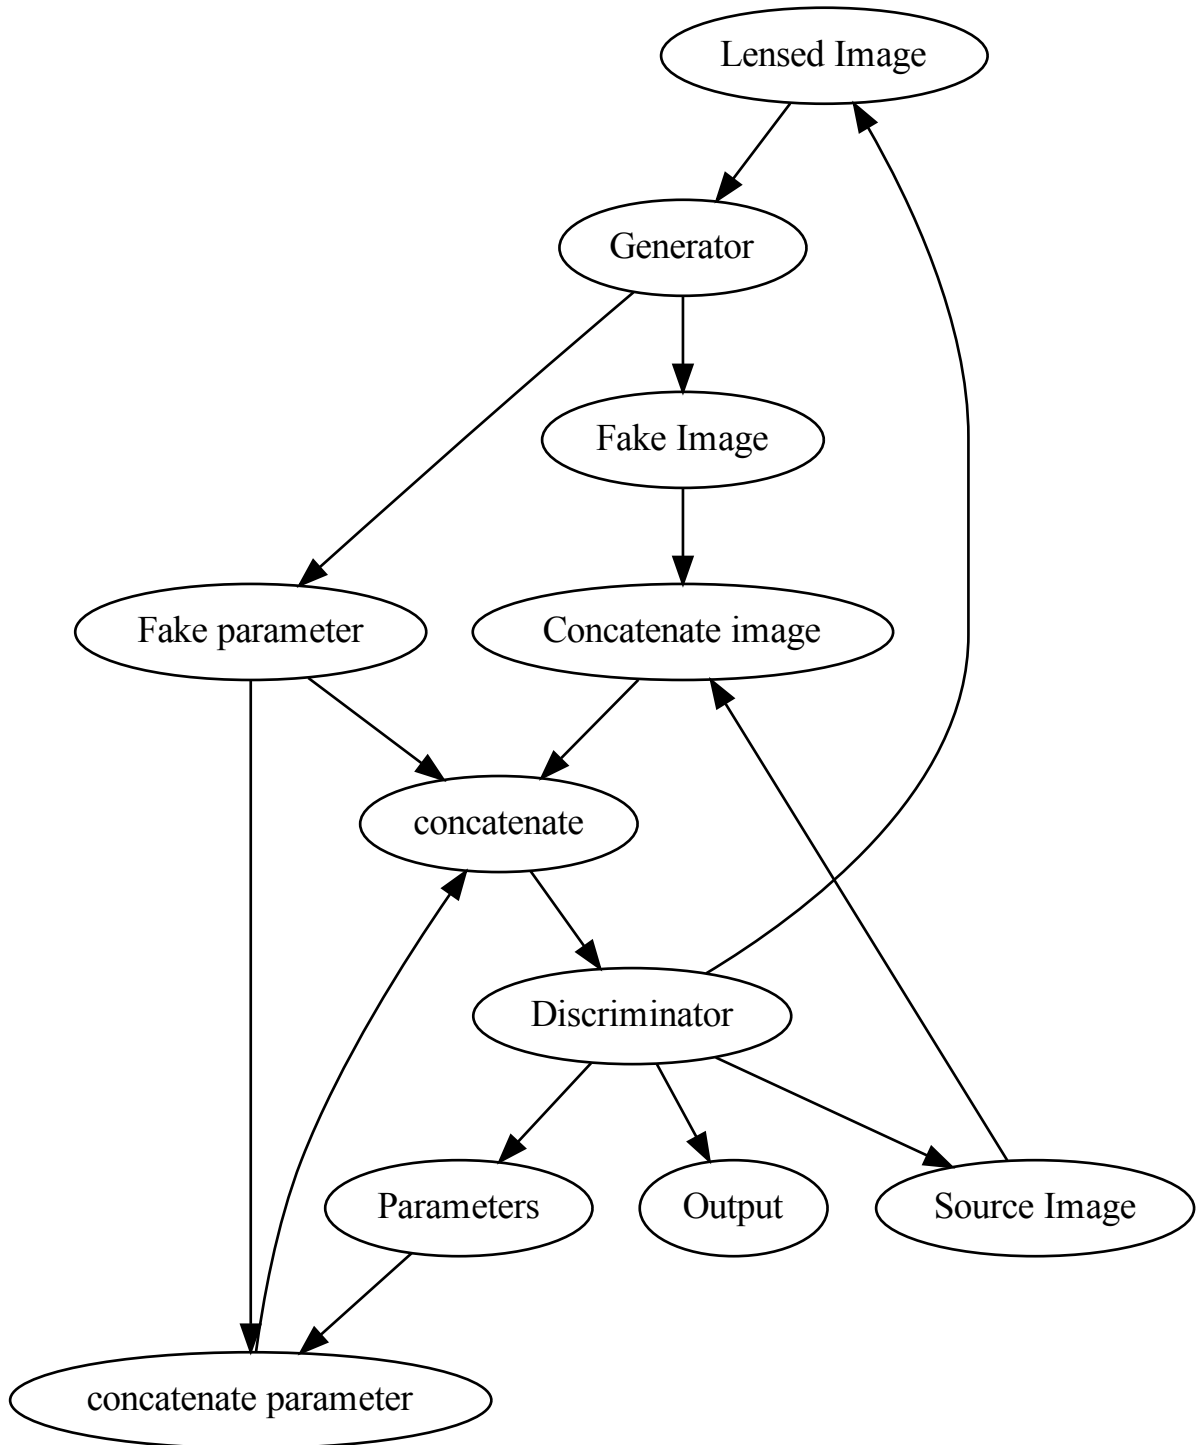 Lensed Image
Generator
Fake Image
Fake parameter
Concatenate image
concatenate
Discriminator
Parameters
Output
Source Image
concatenate parameter